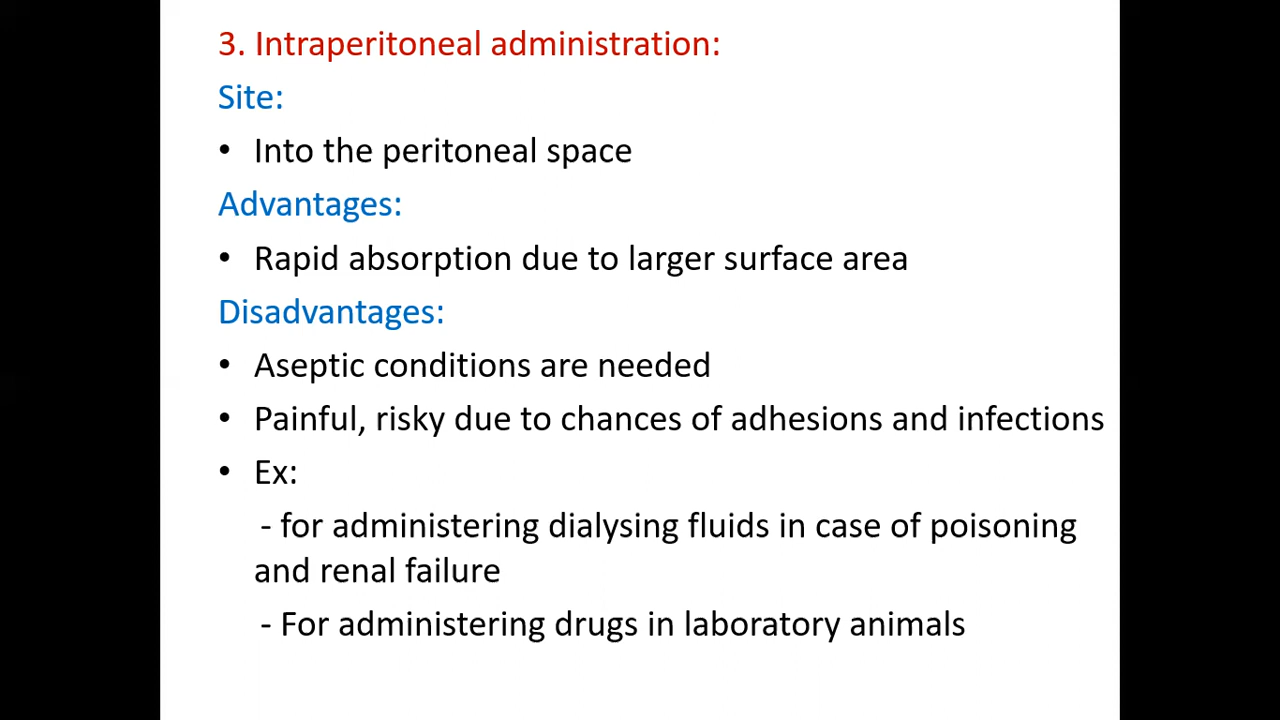 3. Intraperitoneal administration:
Site:
• Into the peritoneal space
Advantages:
• Rapid absorption due to larger surface area
Disadvantages:
• Aseptic conditions are needed
• Painful, risky due to chances of adhesions and infections
• Ex:
- for administering dialysing fluids in case of poisoning
and renal failure
- For administering drugs in laboratory animals